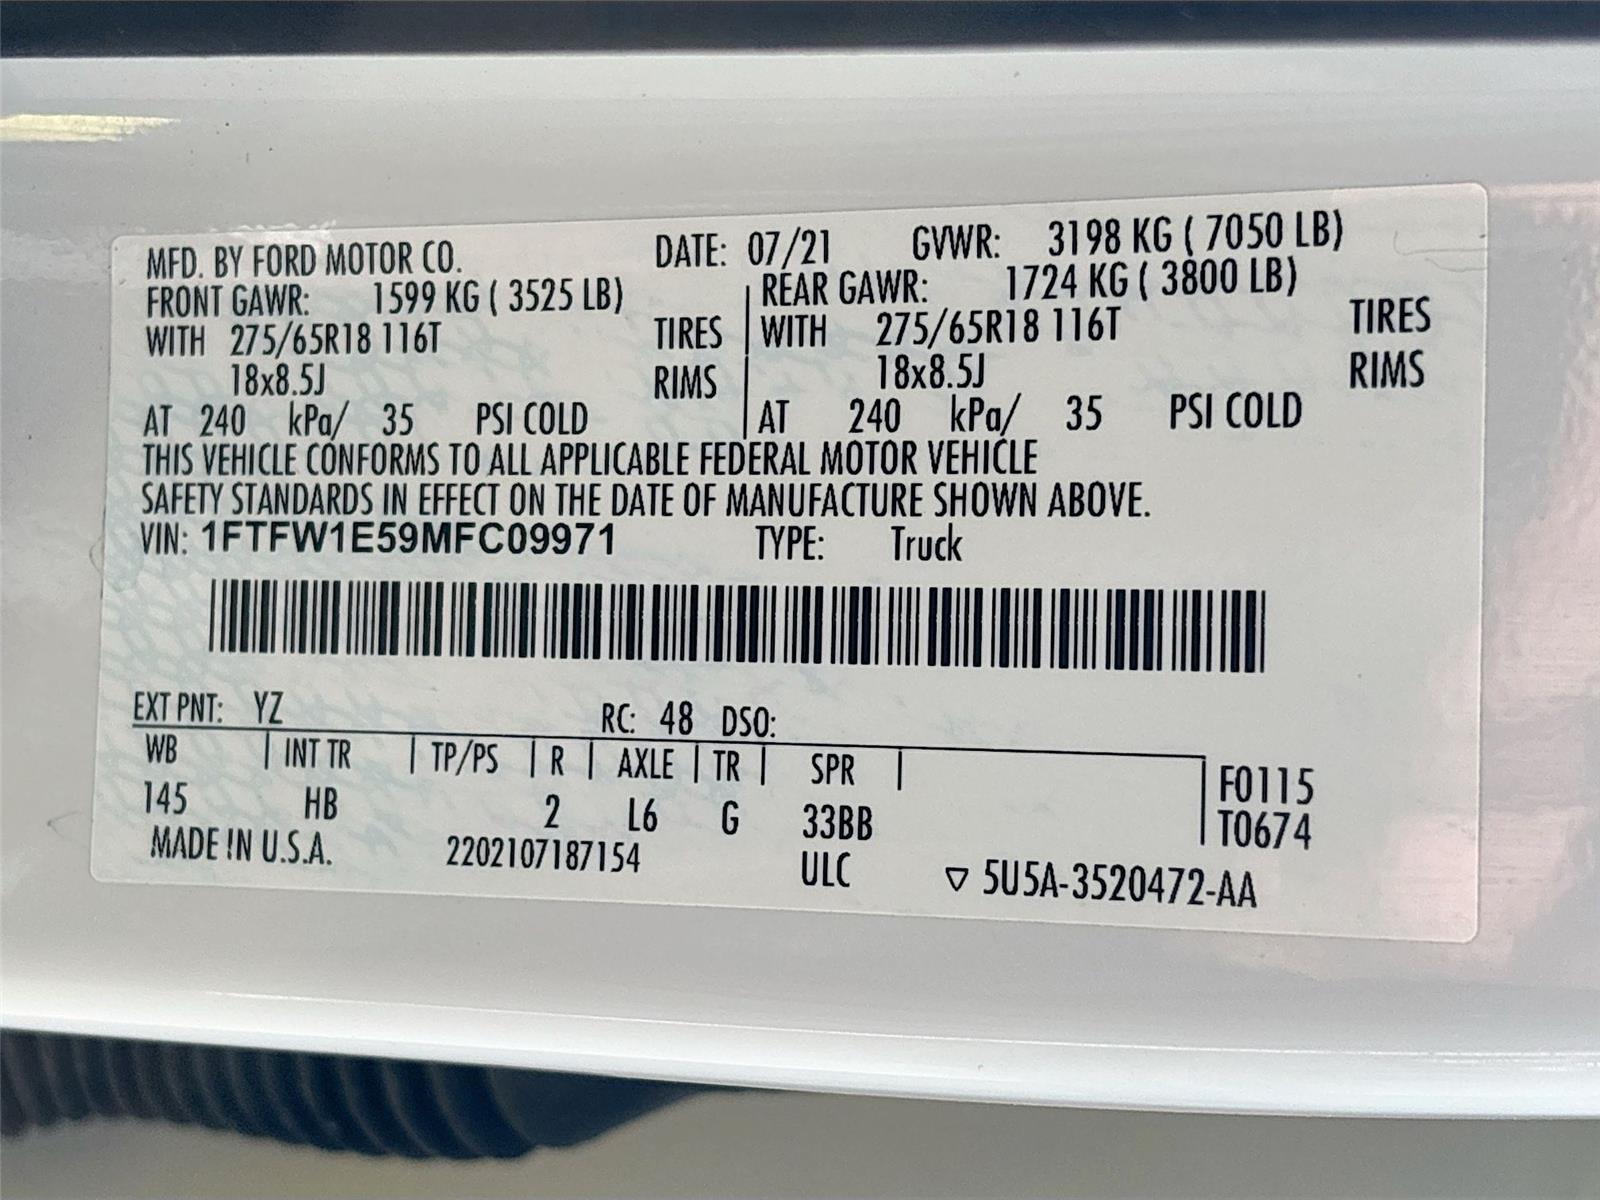 MFD. BY FORD MOTOR CO. DATE: 07/21 GVWR: 3198 KG ( 7050 LB)
FRONT GAWR: 1599 KG ( 3525 LB) REAR GAWR: 1724 KG ( 3800 LB)
WITH 275/65R18 116T TIRES WITH 275/65R18 116T TIRES
18x8.5J RIMS 18x8.5J RIMS
AT 240 kPa/ 35 PSI COLD AT 240 kPa/ 35 PSI COLD
THIS VEHICLE CONFORMS TO ALL APPLICABLE FEDERAL MOTOR VEHICLE
SAFETY STANDARDS IN EFFECT ON THE DATE OF MANUFACTURE SHOWN ABOVE.
VIN: 1FTFW1E59MFC09971 TYPE: Truck
EXT PNT: YZ RC: 48 DSO:
WB | INT TR | TP/PS | R | AXLE | TR | SPR | F0115
145 HB 2 L6 G 33BB T0674
MADE IN U.S.A. 2202107187154 ULC ▽ 5U5A-3520472-AA